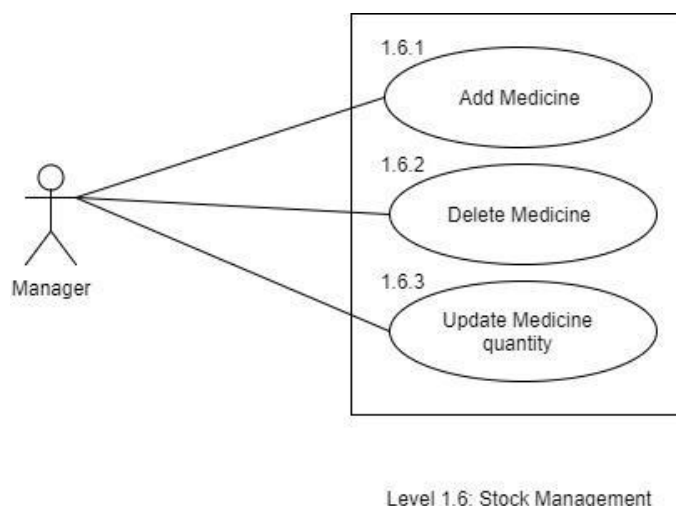 1.6.1
Add Medicine
1.6.2
Delete Medicine
Manager
1.6.3
Update Medicine
quantity
Level 1.6: Stock Management